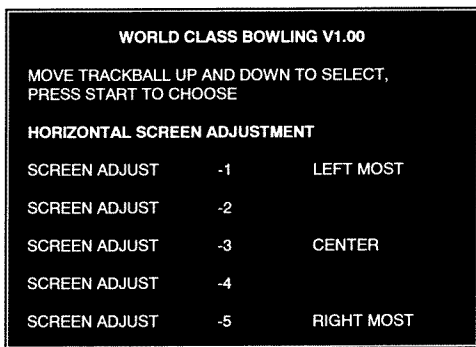 WORLD CLASS BOWLING V1.00
MOVE TRACKBALL UP AND DOWN TO SELECT,
PRESS START TO CHOOSE
HORIZONTAL SCREEN ADJUSTMENT
SCREEN ADJUST -1 LEFT MOST
SCREEN ADJUST -2
SCREEN ADJUST -3 CENTER
SCREEN ADJUST -4
SCREEN ADJUST -5 RIGHT MOST